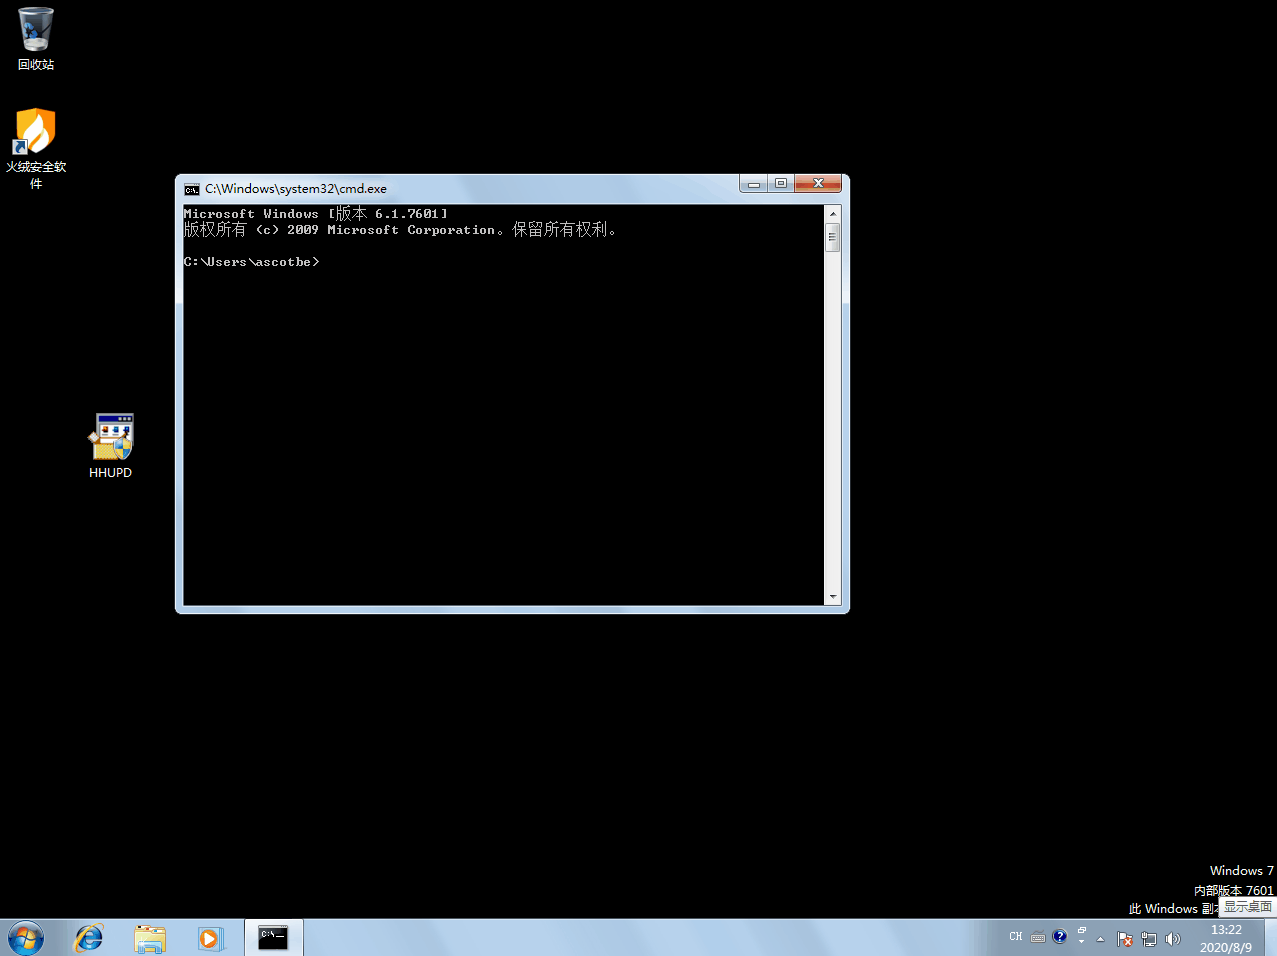 回收站
火绒安全软
件
C:\Windows\system32\cmd.exe
Microsoft Windows [版本 6.1.7601]
版权所有 (c) 2009 Microsoft Corporation。保留所有权利。
C:\Users\ascotbe>
HHUPD
Windows 7
内部版本 7601
此 Windows 副
显示桌面
CH
13:22
2020/8/9